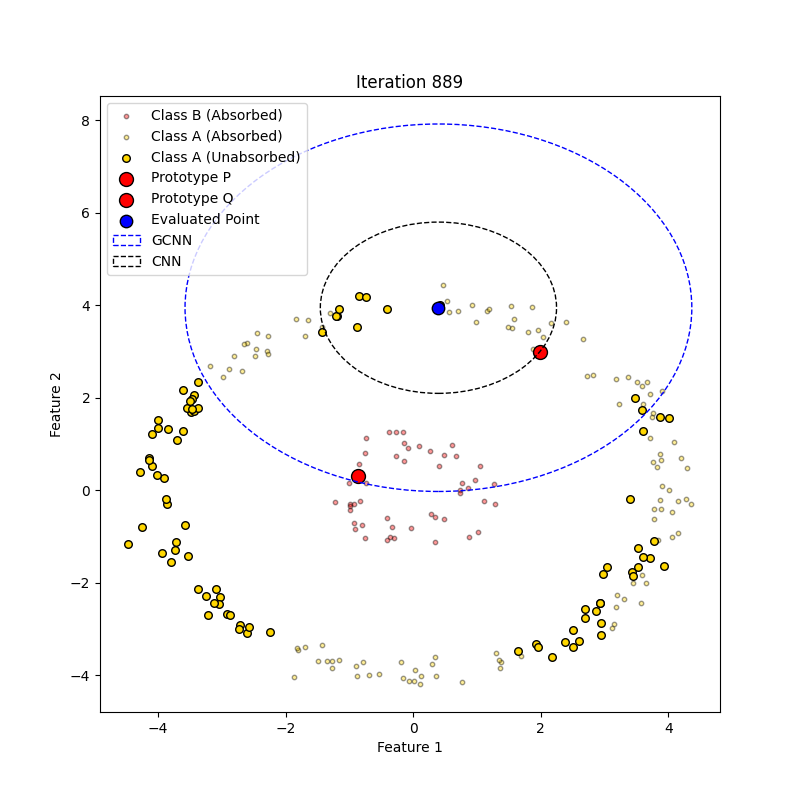 Iteration 889
Class B (Absorbed)
Class A (Absorbed)
Class A (Unabsorbed)
Prototype P
Prototype Q
Evaluated Point
GCNN
CNN
8
6
4
2
0
−2
−4
Feature 2
−4 −2 0 2 4
Feature 1